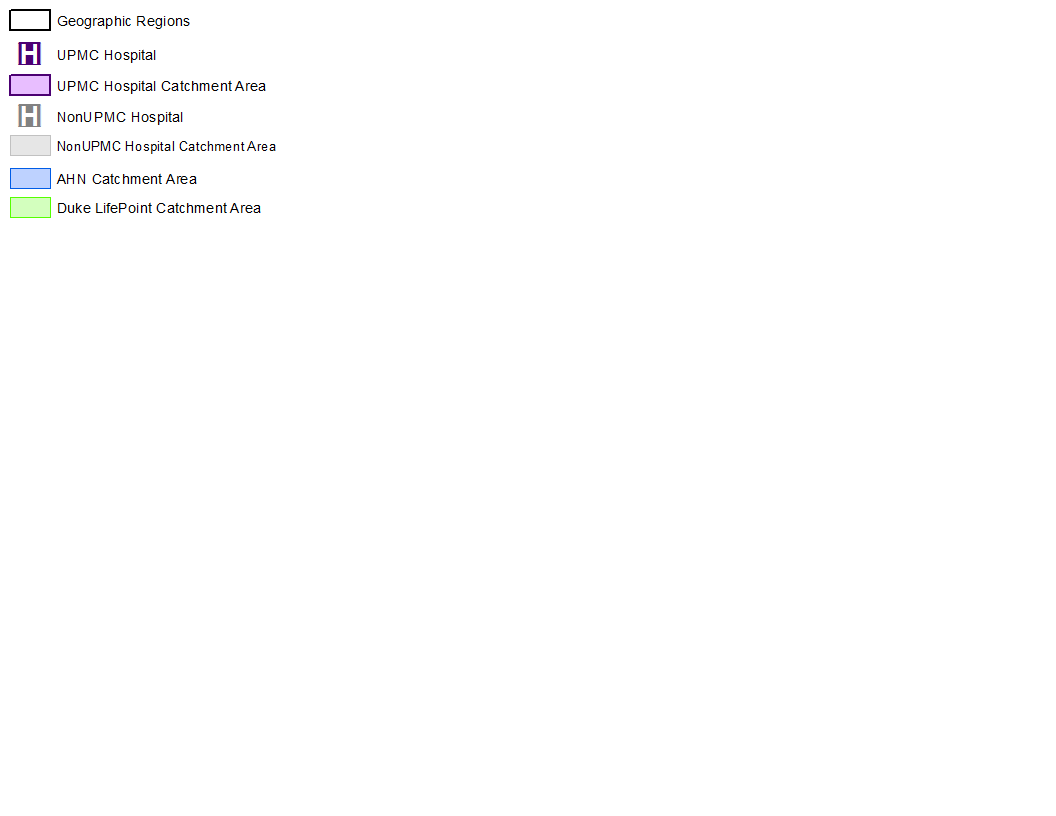 Geographic Regions
H UPMC Hospital
UPMC Hospital Catchment Area
H NonUPMC Hospital
NonUPMC Hospital Catchment Area
AHN Catchment Area
Duke LifePoint Catchment Area